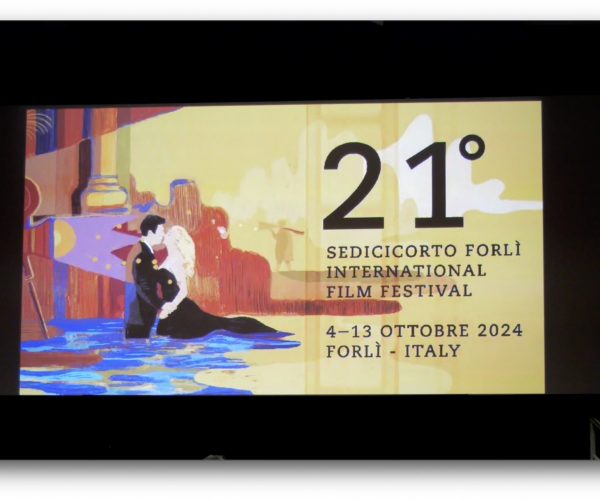 21°
SEDICICORTO FORLÌ
INTERNATIONAL
FILM FESTIVAL
4–13 OTTOBRE 2024
FORLÌ - ITALY